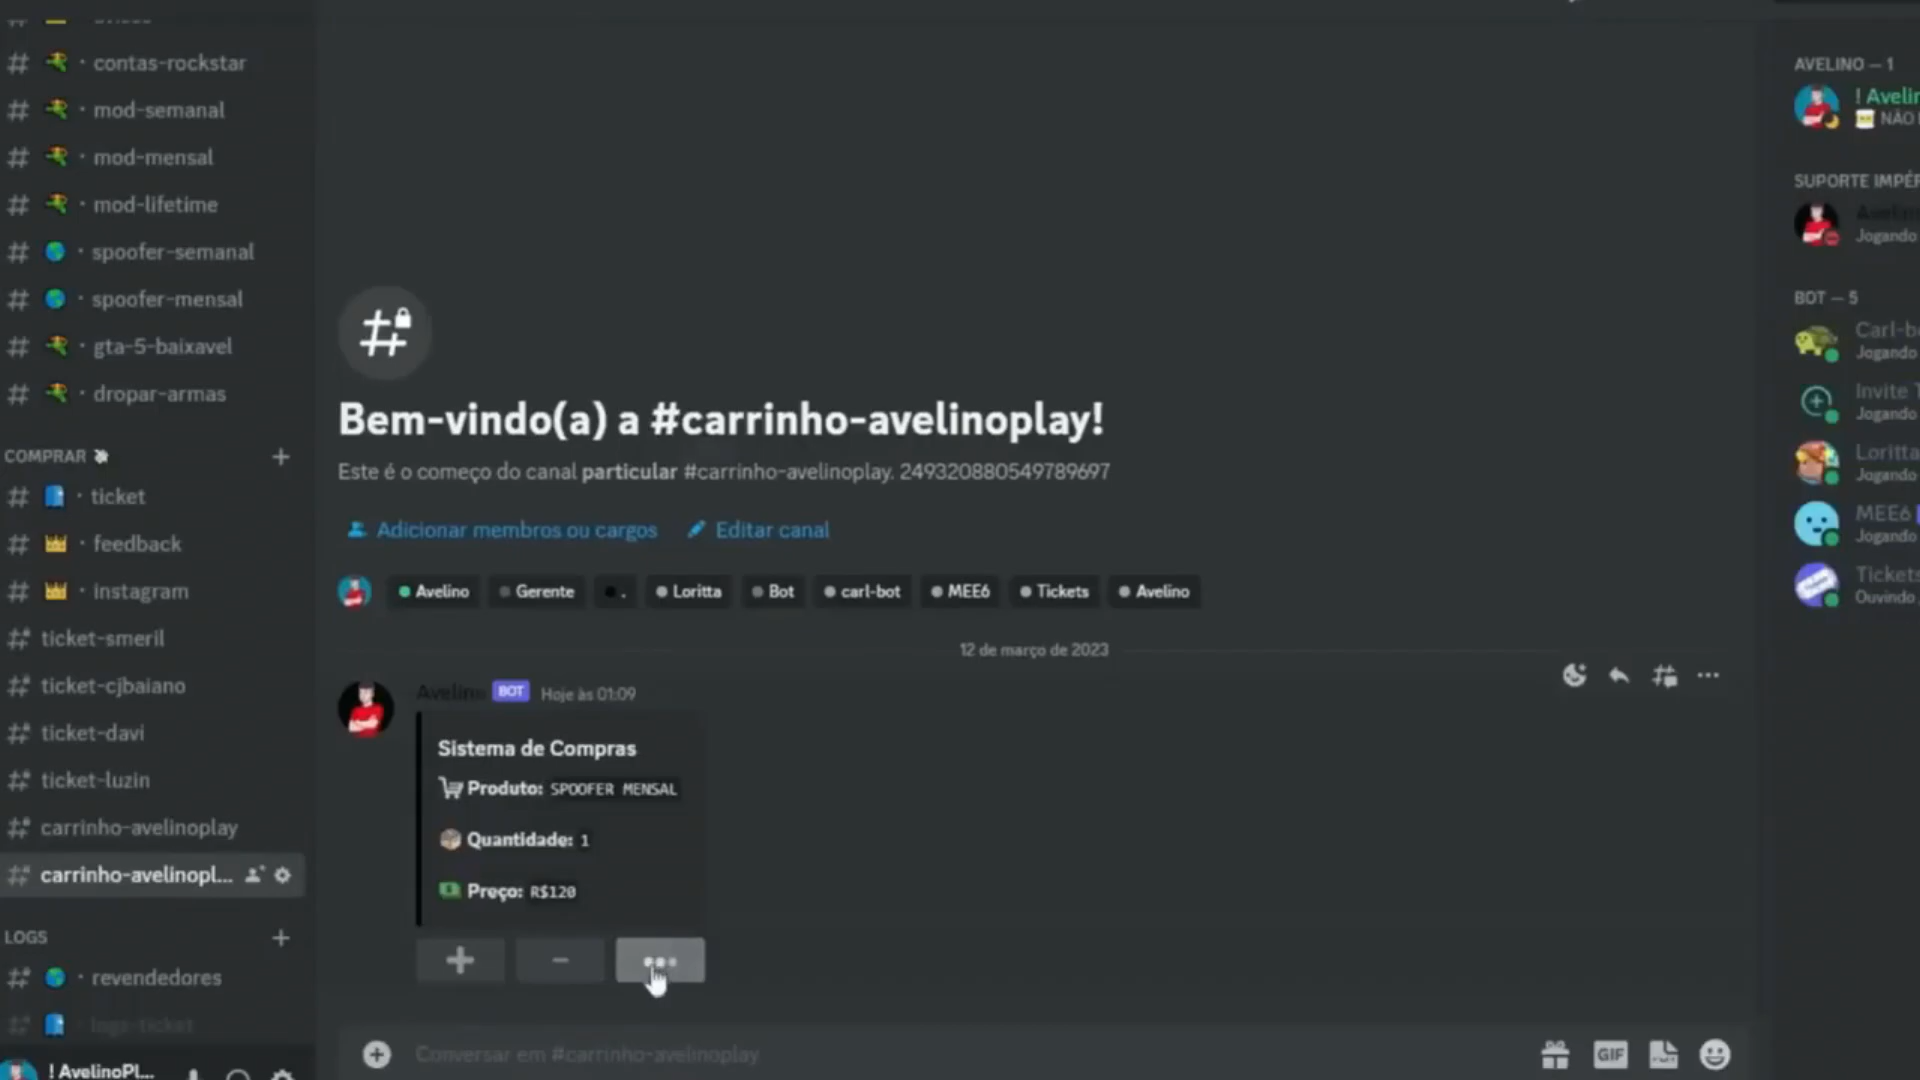 contas-rockstar
mod-semanal
mod-mensal
mod-lifetime
spoofer-semanal
spoofer-mensal
gta-5-baixavel
dropar-armas
COMPRAR
ticket
feedback
instagram
ticket-smeril
ticket-cjbaiano
ticket-davi
ticket-luzin
carrinho-avelinoplay
carrinho-avelinopl...
LOGS
revendedores
logs-ticket
! AvelinoPl...
Bem-vindo(a) a #carrinho-avelinoplay!
Este é o começo do canal particular #carrinho-avelinoplay. 249320880549789697
Adicionar membros ou cargos Editar canal
Avelino Gerente . Loritta Bot carl-bot MEE6 Tickets Avelino
12 de março de 2023
Avelino BOT Hoje às 01:09
Sistema de Compras
Produto: SPOOFER MENSAL
Quantidade: 1
Preço: R$120
+ - ...
Conversar em #carrinho-avelinoplay
GIF
AVELINO — 1
! Avelin
NÃO
SUPORTE IMPÉR
Avelin
Jogando
BOT — 5
Carl-b
Jogando
Invite T
Jogando
Loritta
Jogando
MEE6
Jogando
Tickets
Ouvindo